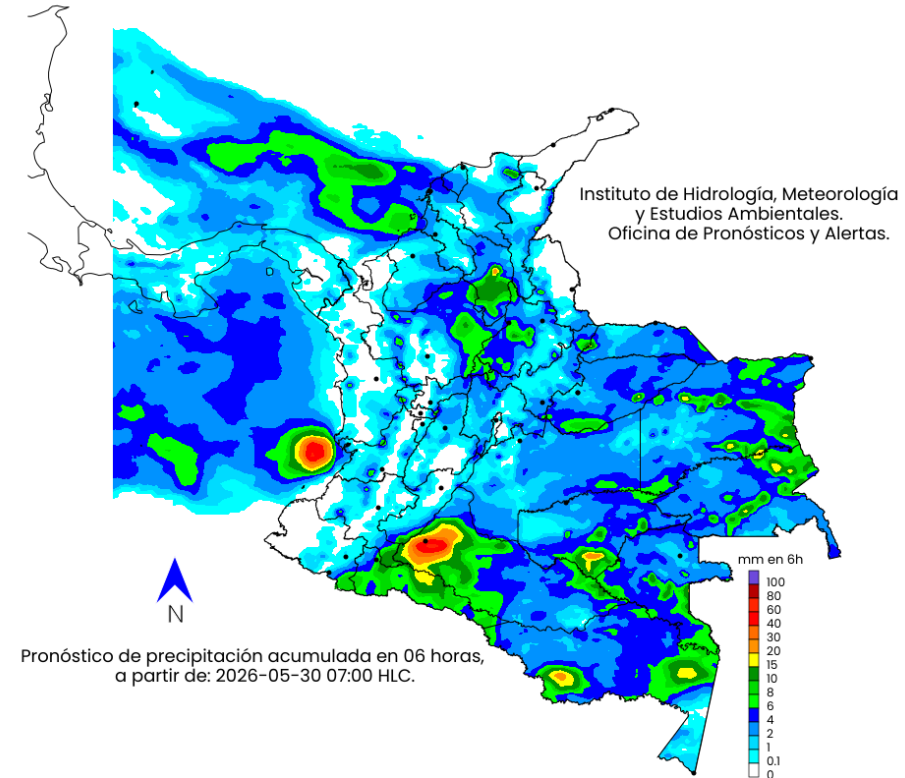 Instituto de Hidrología, Meteorología
y Estudios Ambientales.
Oficina de Pronósticos y Alertas.
mm en 6h
100
80
60
40
30
20
15
10
8
6
4
2
1
0.1
0
N
Pronóstico de precipitación acumulada en 06 horas,
a partir de: 2026-05-30 07:00 HLC.